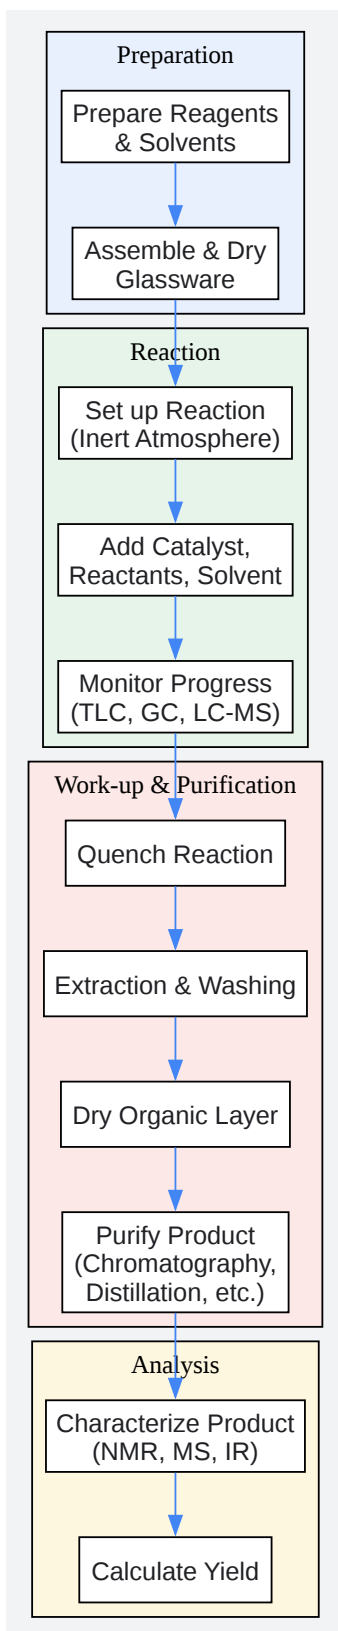 Preparation
Prepare Reagents
& Solvents
Assemble & Dry
Glassware
Reaction
Set up Reaction
(Inert Atmosphere)
Add Catalyst,
Reactants, Solvent
Monitor Progress
(TLC, GC, LC-MS)
Work-up & Purification
Quench Reaction
Extraction & Washing
Dry Organic Layer
Purify Product
(Chromatography,
Distillation, etc.)
Analysis
Characterize Product
(NMR, MS, IR)
Calculate Yield